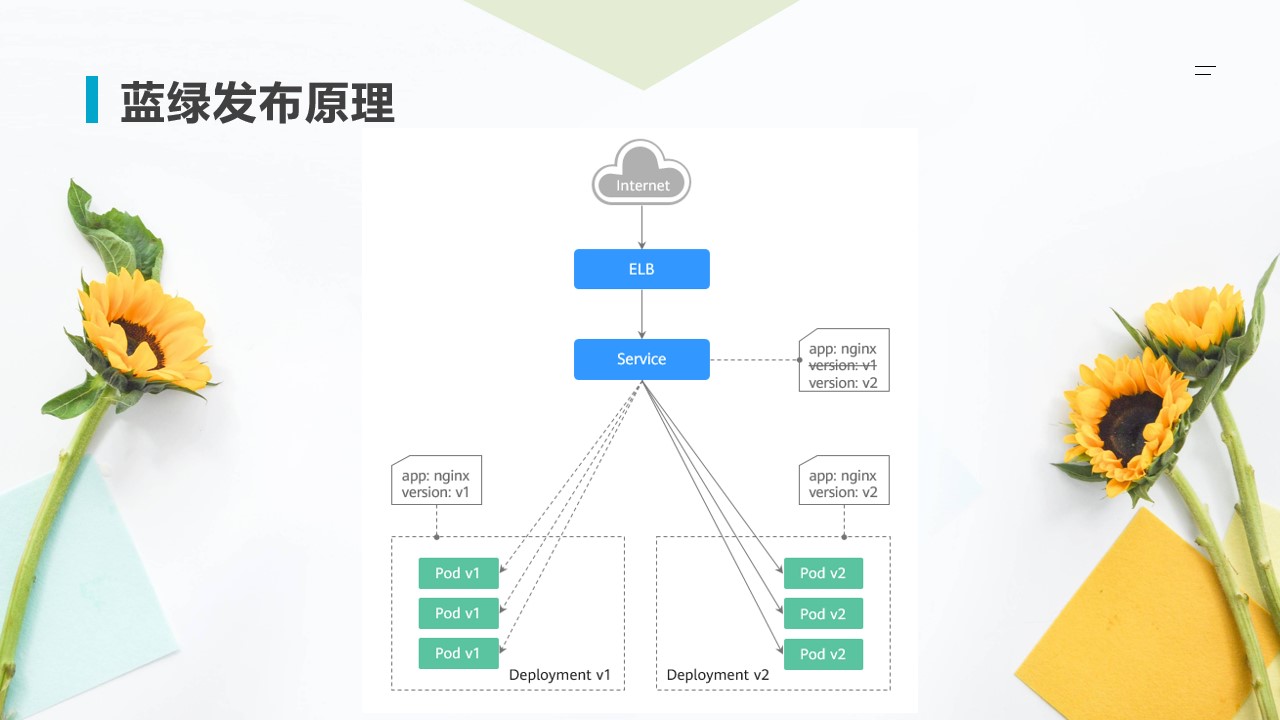 蓝绿发布原理
Internet
ELB
Service
app: nginx
version: v1
version: v2
app: nginx
version: v1
app: nginx
version: v2
Pod v1
Pod v1
Pod v1
Deployment v1
Pod v2
Pod v2
Pod v2
Deployment v2